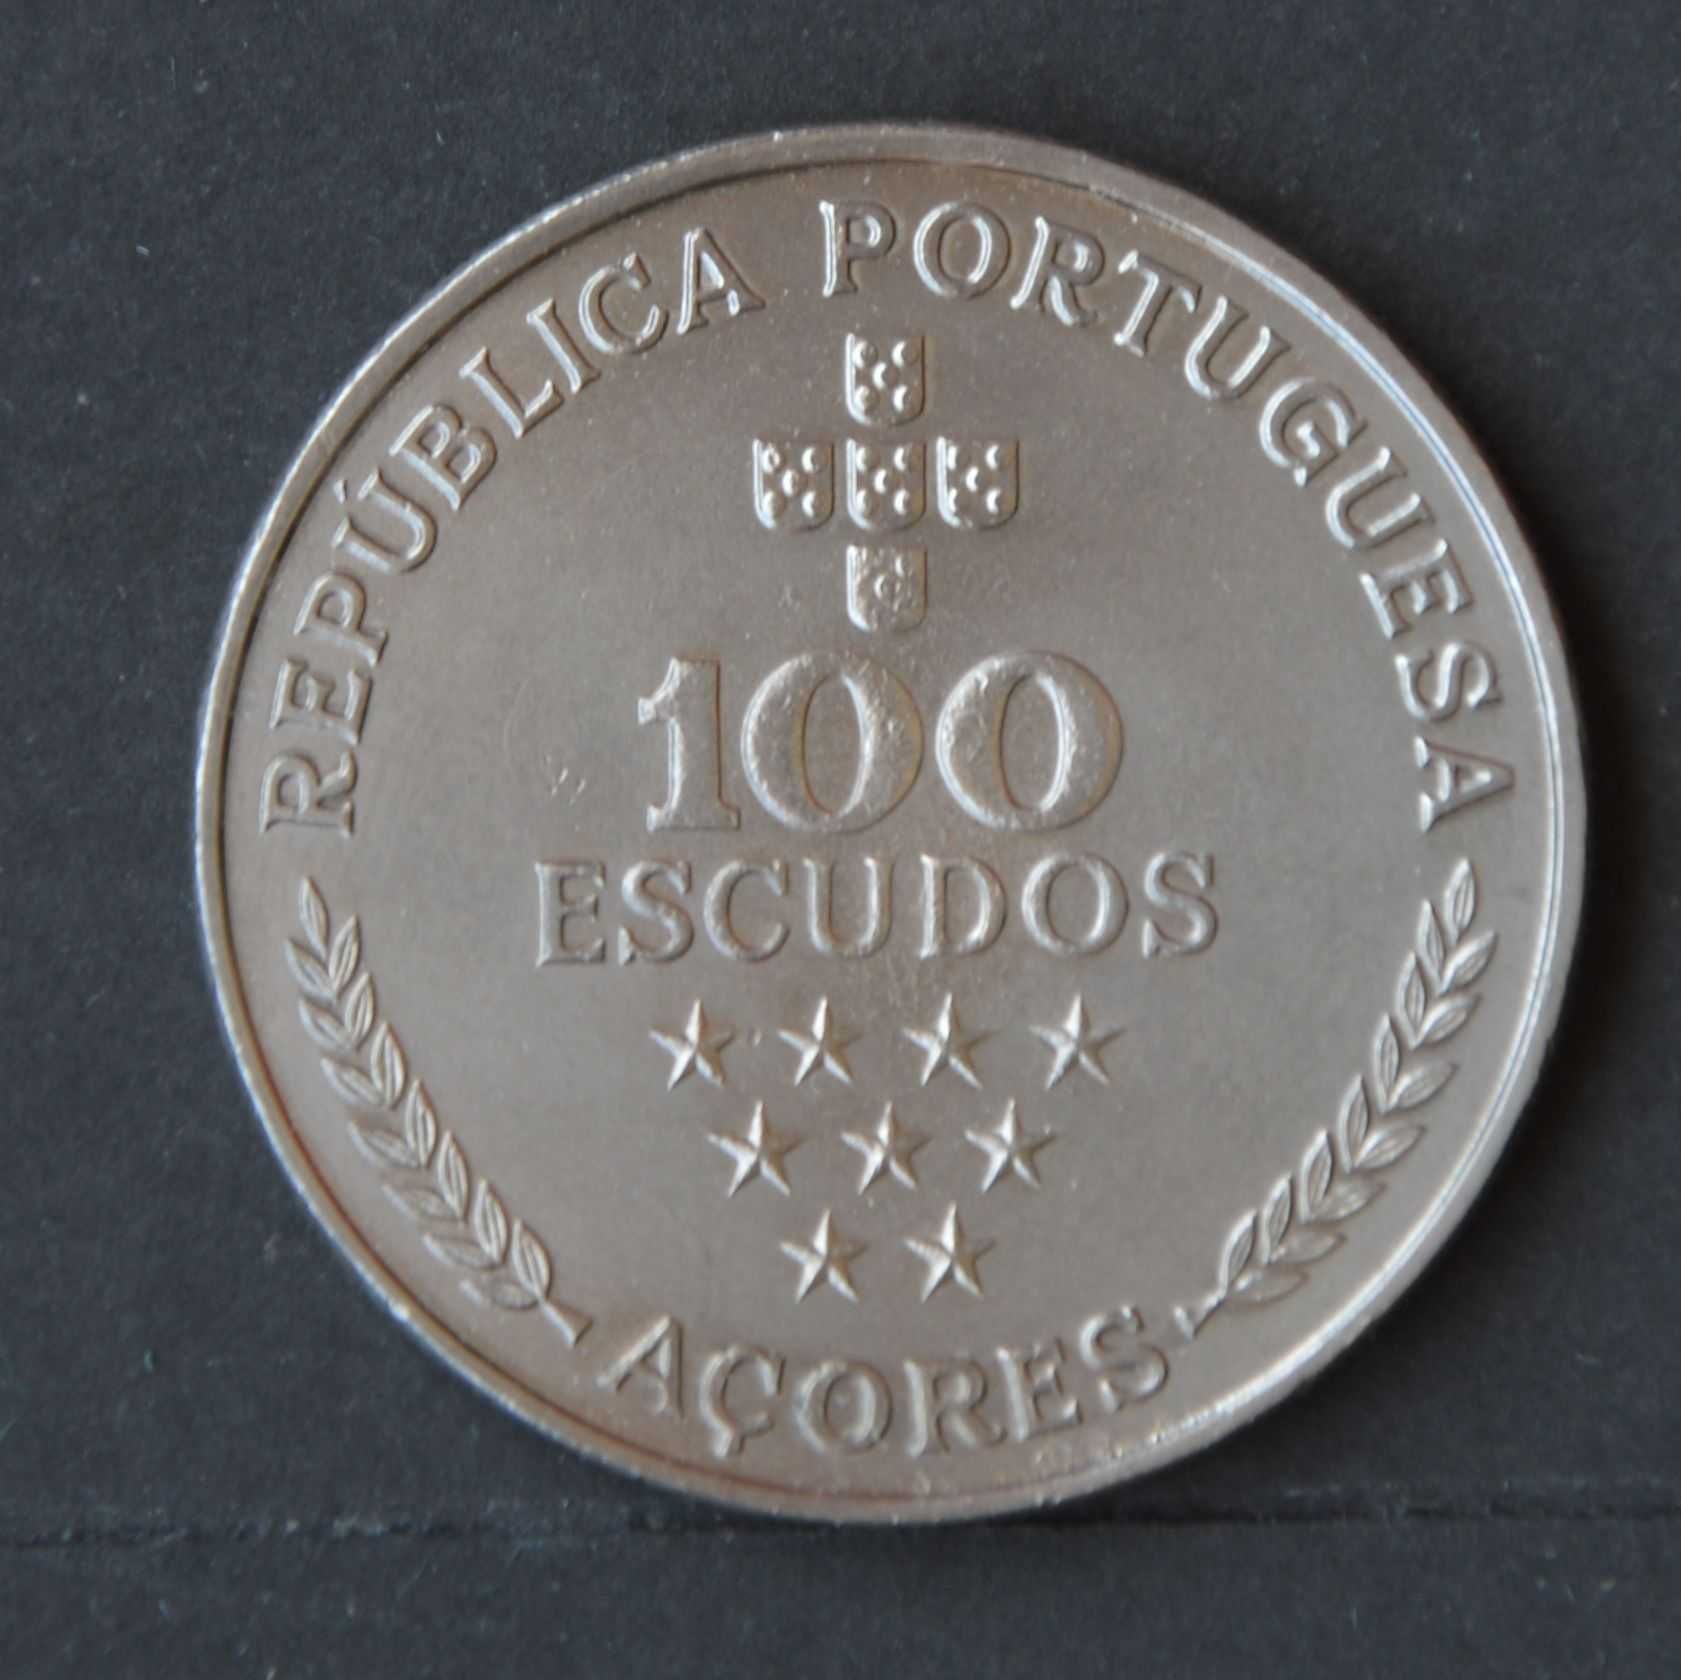 REPÚBLICA PORTUGUESA
100
ESCUDOS
AÇORES